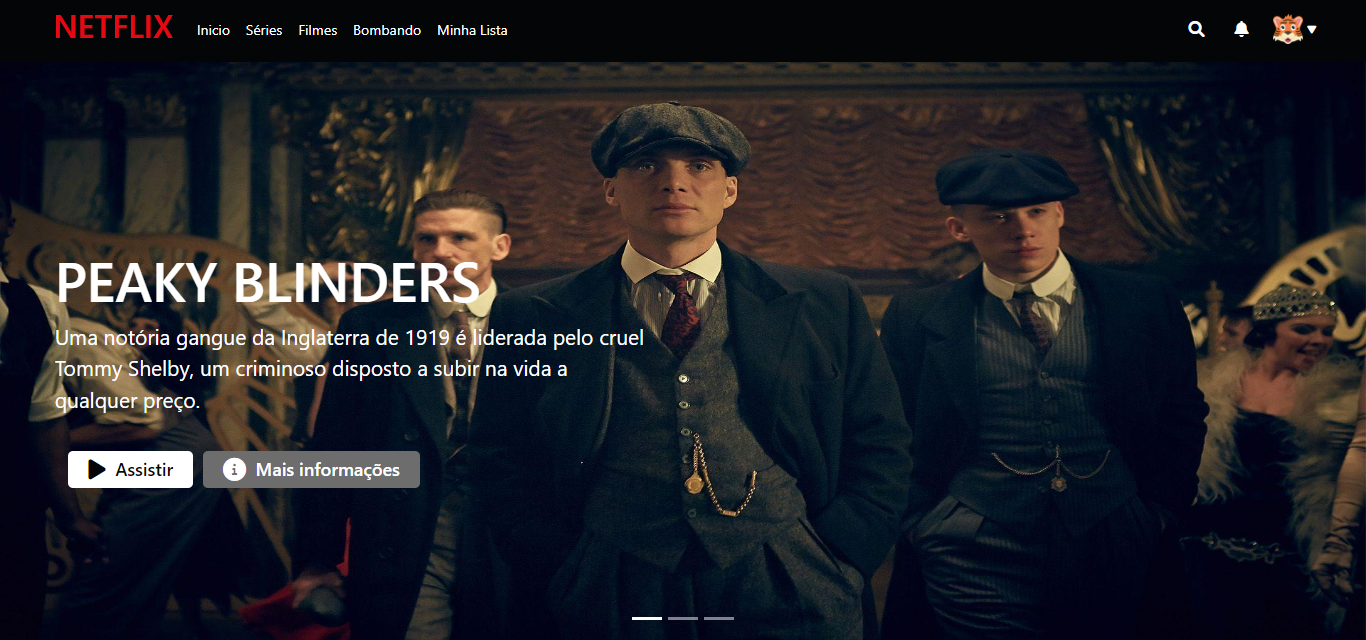 NETFLIX Inicio Séries Filmes Bombando Minha Lista
PEAKY BLINDERS
Uma notória gangue da Inglaterra de 1919 é liderada pelo cruel
Tommy Shelby, um criminoso disposto a subir na vida a
qualquer preço.
Assistir Mais informações